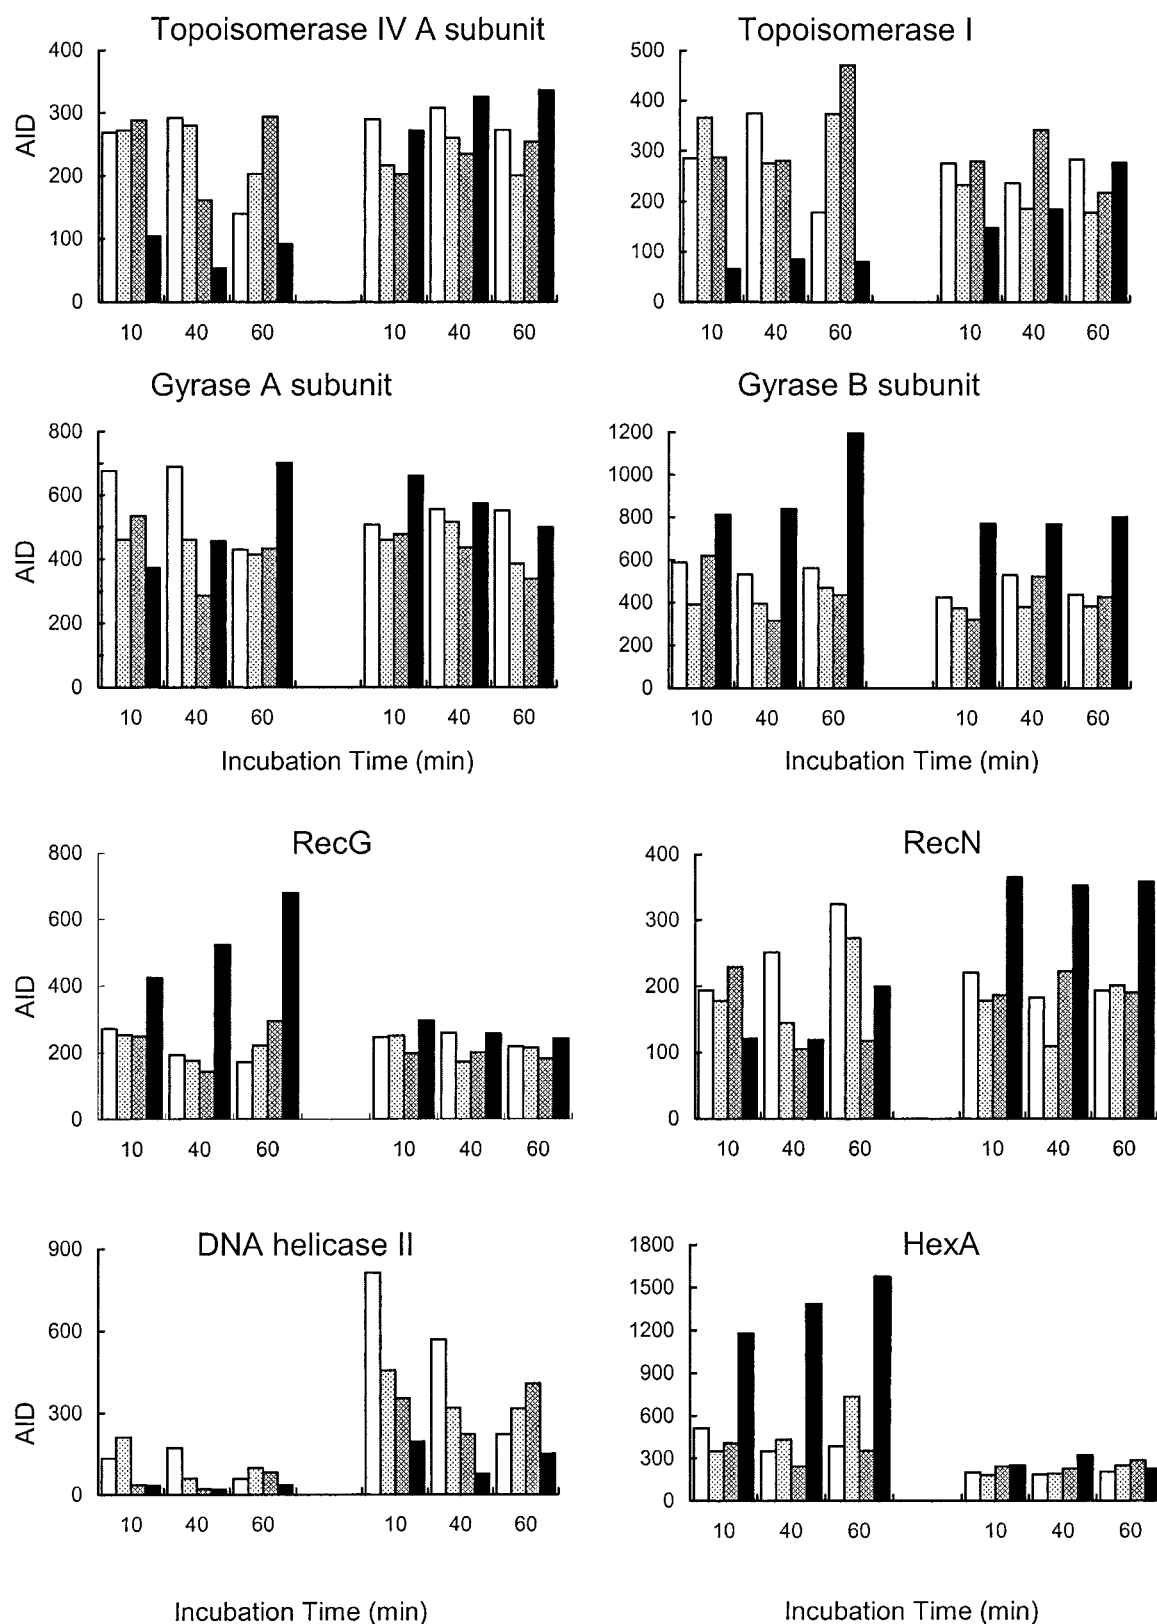 Topoisomerase IV A subunit
Topoisomerase I
400
300
200
100
0
AID
10 40 60 10 40 60
500
400
300
200
100
0
10 40 60 10 40 60
Gyrase A subunit
Gyrase B subunit
800
600
400
200
0
AID
10 40 60 10 40 60
Incubation Time (min)
1200
1000
800
600
400
200
0
10 40 60 10 40 60
Incubation Time (min)
RecG
RecN
800
600
400
200
0
AID
10 40 60 10 40 60
400
300
200
100
0
10 40 60 10 40 60
DNA helicase II
HexA
900
600
300
0
AID
10 40 60 10 40 60
Incubation Time (min)
1800
1500
1200
900
600
300
0
10 40 60 10 40 60
Incubation Time (min)